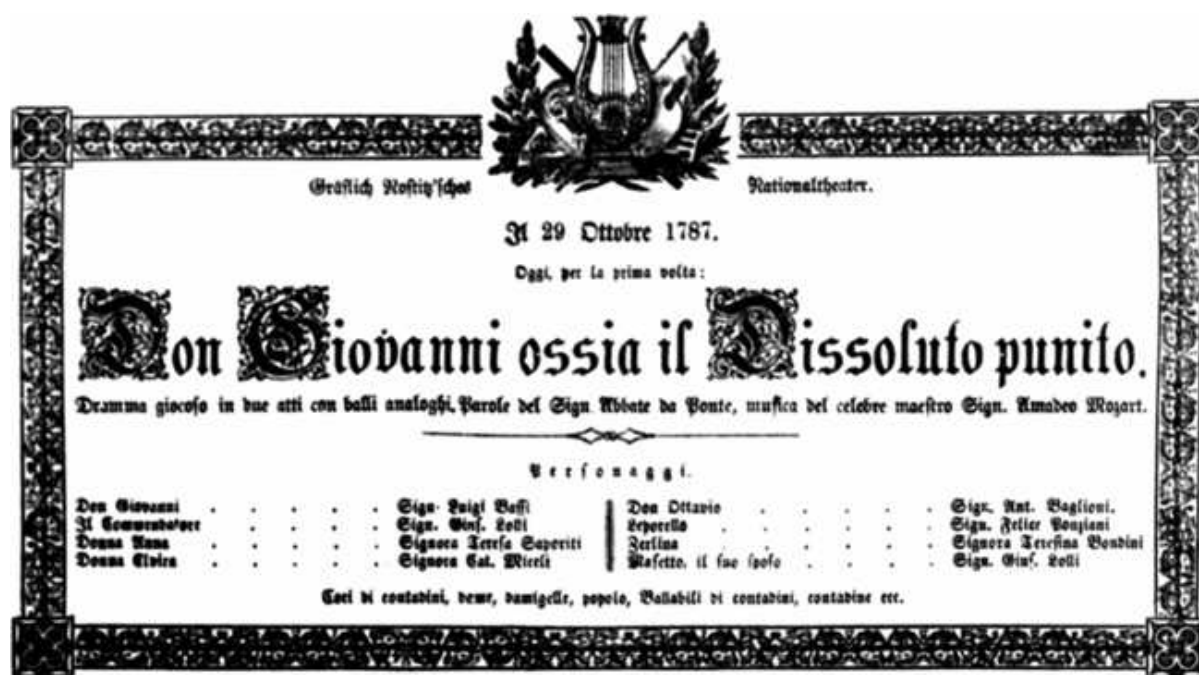 Gräflich Nostitz'sches Nationaltheater.
Il 29 Ottobre 1787.
Oggi, per la prima volta:
Don Giovanni ossia il Dissoluto punito.
Dramma giocoso in due atti con balli analoghi. Parole del Sign. Abbate da Ponte, musica del celebre maestro Sign. Amadeo Mozart.
Personaggi.
Don Giovanni . . . . . Sign. Luigi Bassi
Il Commendatore . . . . Sign. Gius. Lolli
Donna Anna . . . . . Signora Teresa Saporiti
Donna Elvira . . . . . Signora Cat. Miceli
Don Ottavio . . . . . Sign. Ant. Baglioni.
Leporello . . . . . . Sign. Felice Ponziani
Zerlina . . . . . Signora Teresina Bondini
Masetto, il suo sposo . . . . Sign. Gius. Lolli
Cori di contadini, deme, damigelle, popolo, Ballabili di contadini, contadine etc.